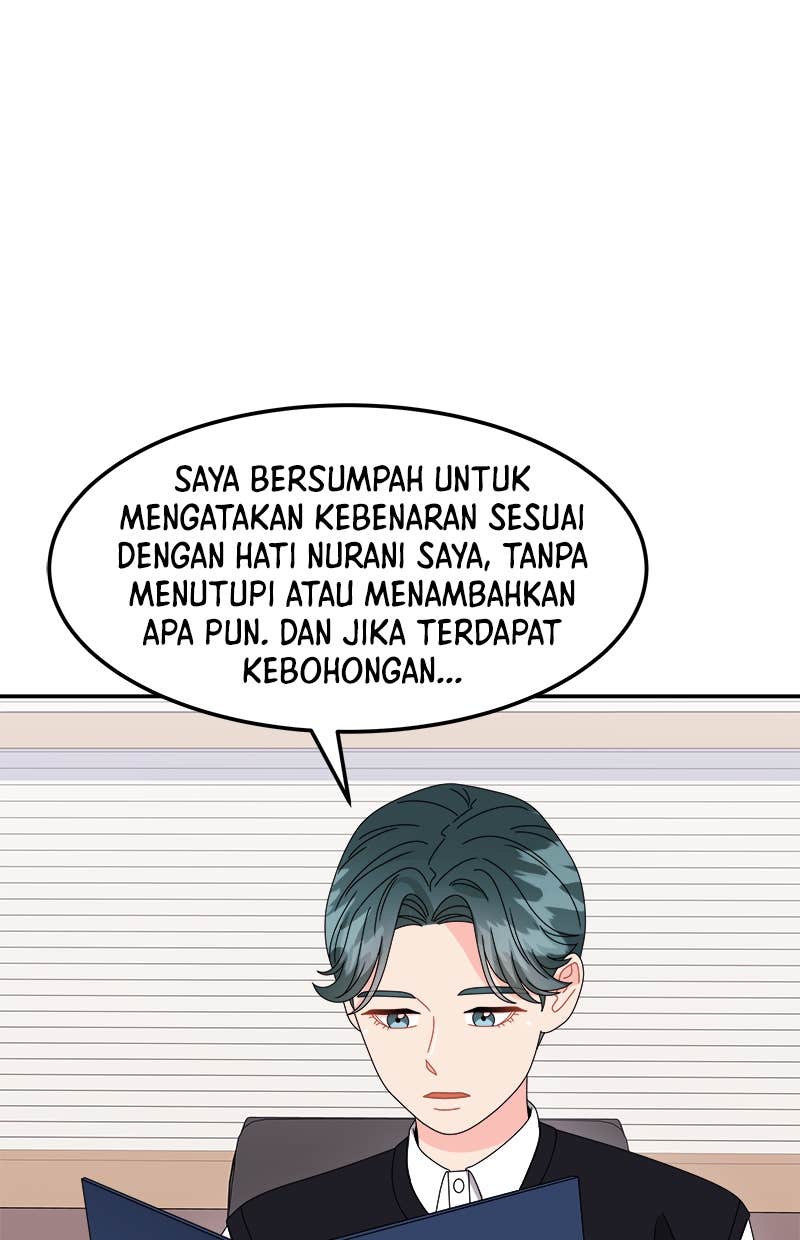 SAYA BERSUMPAH UNTUK
MENGATAKAN KEBENARAN SESUAI
DENGAN HATI NURANI SAYA, TANPA
MENUTUPI ATAU MENAMBAHKAN
APA PUN. DAN JIKA TERDAPAT
KEBOHONGAN...